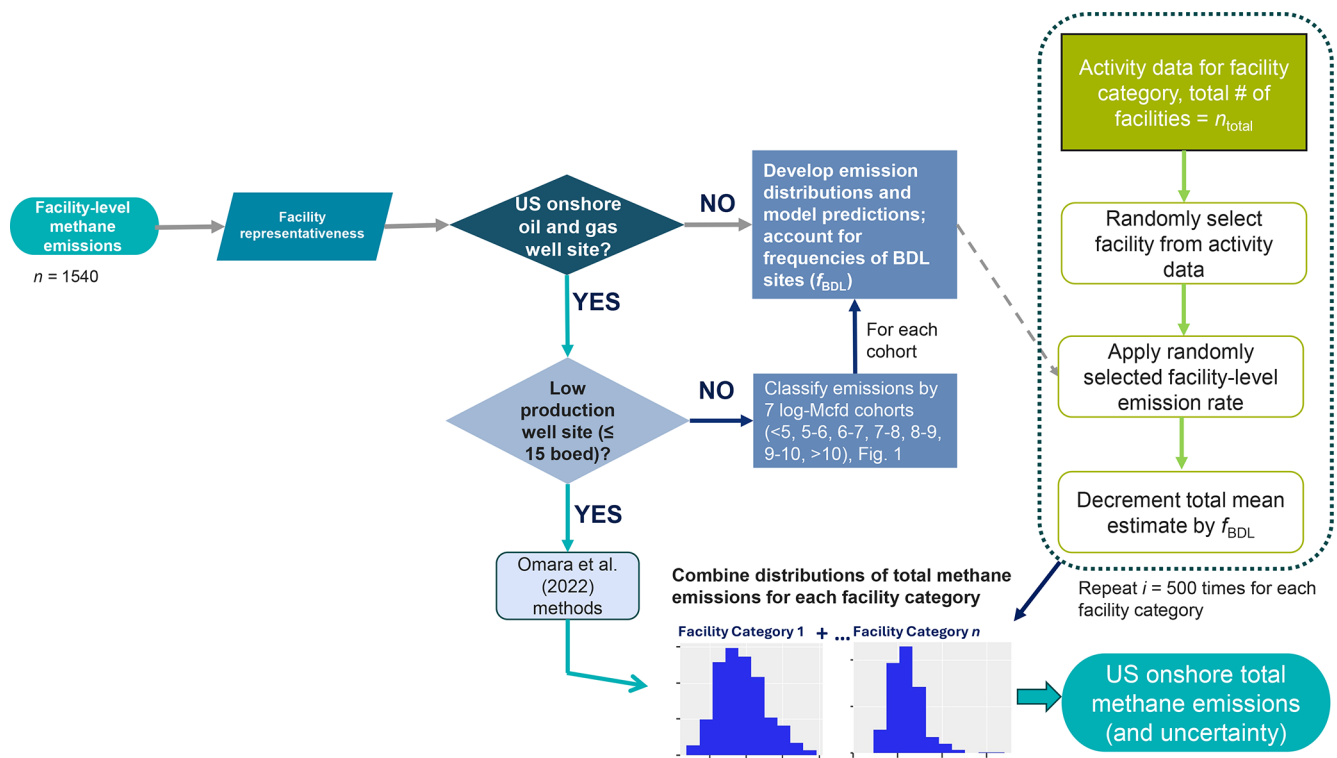 Facility-level
methane
emissions
n = 1540
Facility
representativeness
US onshore
oil and gas
well site?
NO
YES
Develop emission
distributions and
model predictions;
account for
frequencies of BDL
sites (fBDL)
For each
cohort
Low
production
well site (≤
15 boed)?
NO
Classify emissions by
7 log-Mcfd cohorts
(<5, 5-6, 6-7, 7-8, 8-9,
9-10, >10), Fig. 1
YES
Omara et al.
(2022)
methods
Activity data for facility
category, total # of
facilities = ntotal
Randomly select
facility from activity
data
Apply randomly
selected facility-level
emission rate
Decrement total mean
estimate by fBDL
Repeat i = 500 times for each
facility category
Combine distributions of total methane
emissions for each facility category
Facility Category 1 + ... Facility Category n
US onshore total
methane emissions
(and uncertainty)